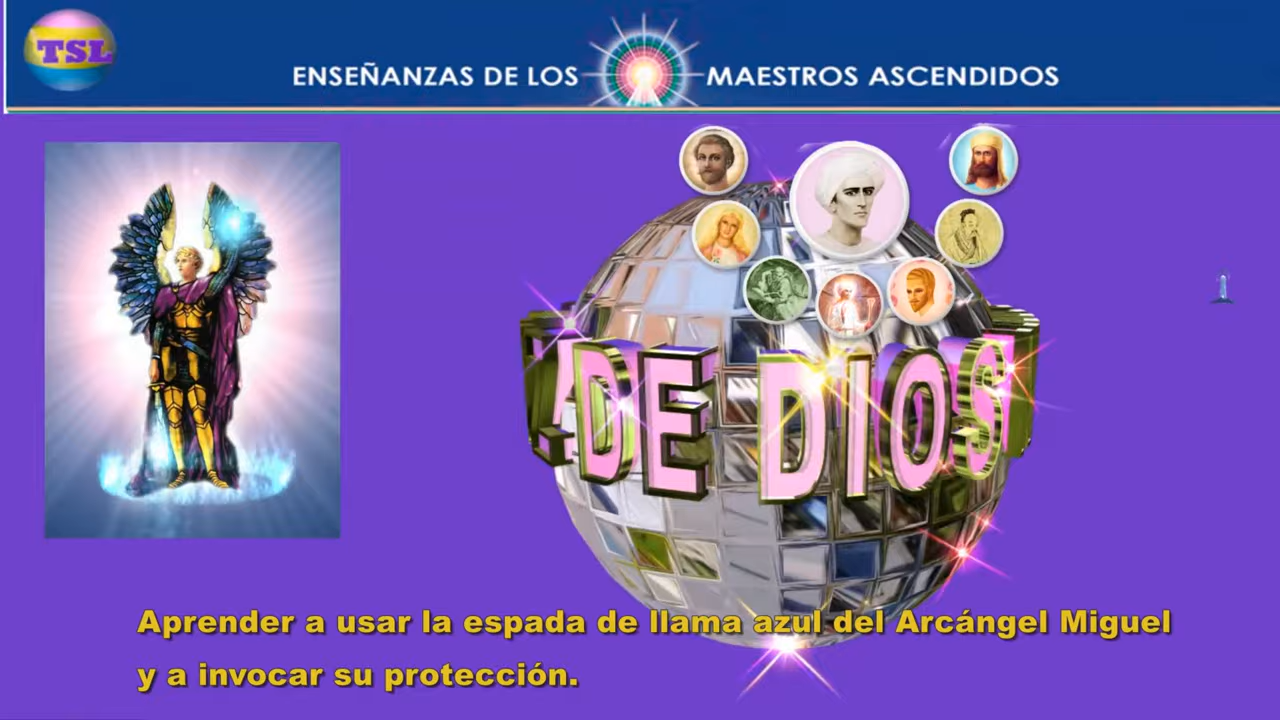 TSL
ENSEÑANZAS DE LOS MAESTROS ASCENDIDOS
DE DIOS
Aprender a usar la espada de llama azul del Arcángel Miguel
y a invocar su protección.